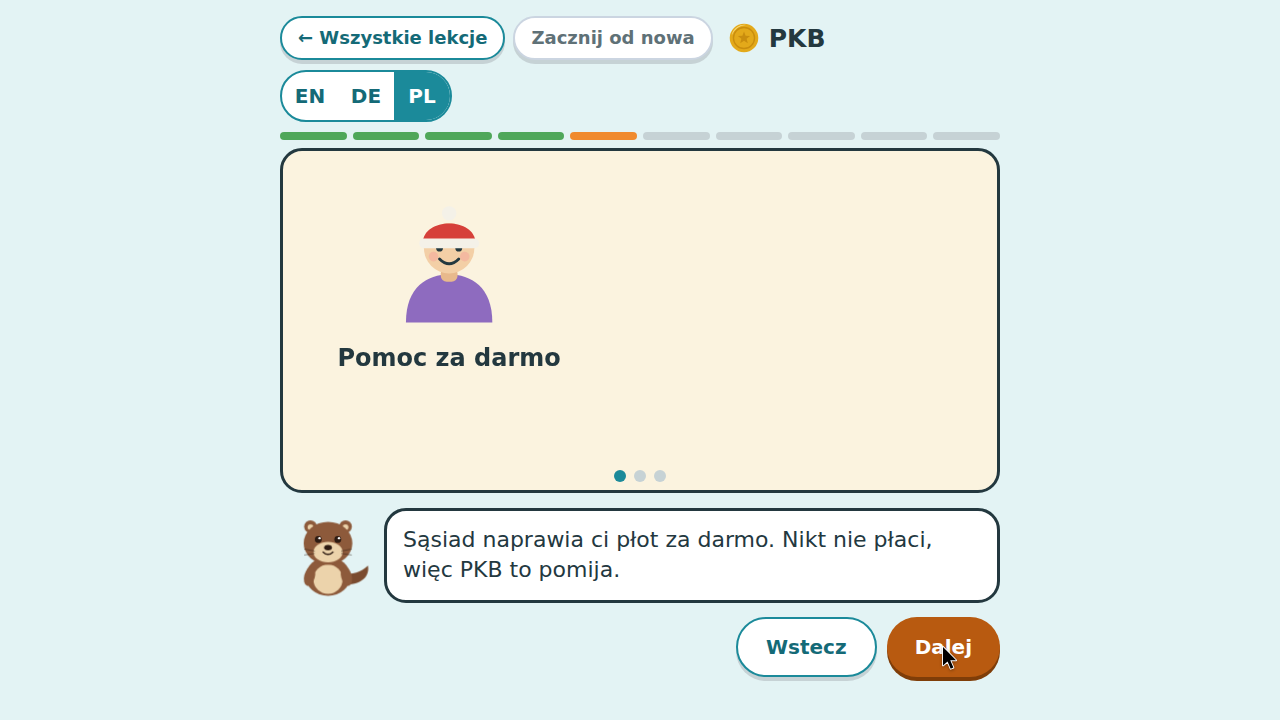 ← Wszystkie lekcje
Zacznij od nowa
PKB
EN DE PL
Pomoc za darmo
Sąsiad naprawia ci płot za darmo. Nikt nie płaci,
więc PKB to pomija.
Wstecz
Dalej